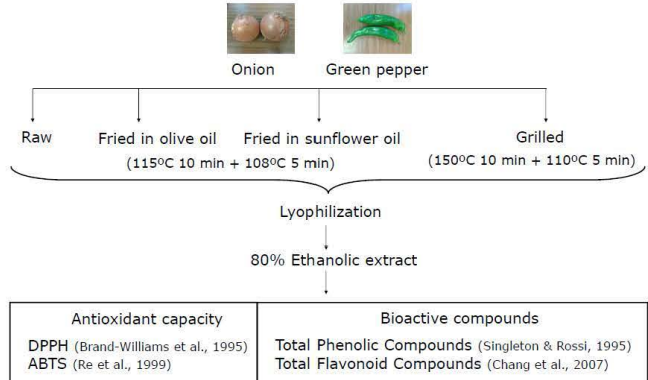 Onion Green pepper
Raw Fried in olive oil Fried in sunflower oil Grilled
(115ºC 10 min + 108ºC 5 min) (150ºC 10 min + 110ºC 5 min)
Lyophilization
80% Ethanolic extract
Antioxidant capacity
DPPH (Brand-Williams et al., 1995)
ABTS (Re et al., 1999)
Bioactive compounds
Total Phenolic Compounds (Singleton & Rossi, 1995)
Total Flavonoid Compounds (Chang et al., 2007)